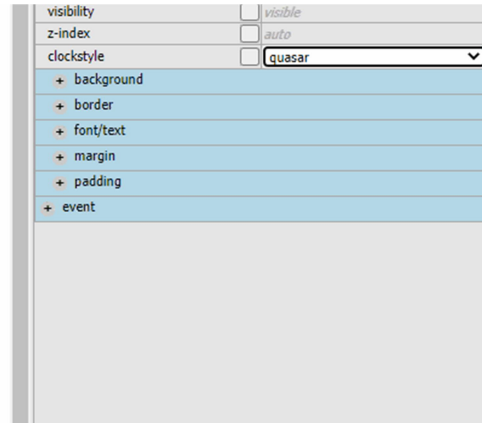 visibility visible
z-index auto
clockstyle quasar
+ background
+ border
+ font/text
+ margin
+ padding
+ event